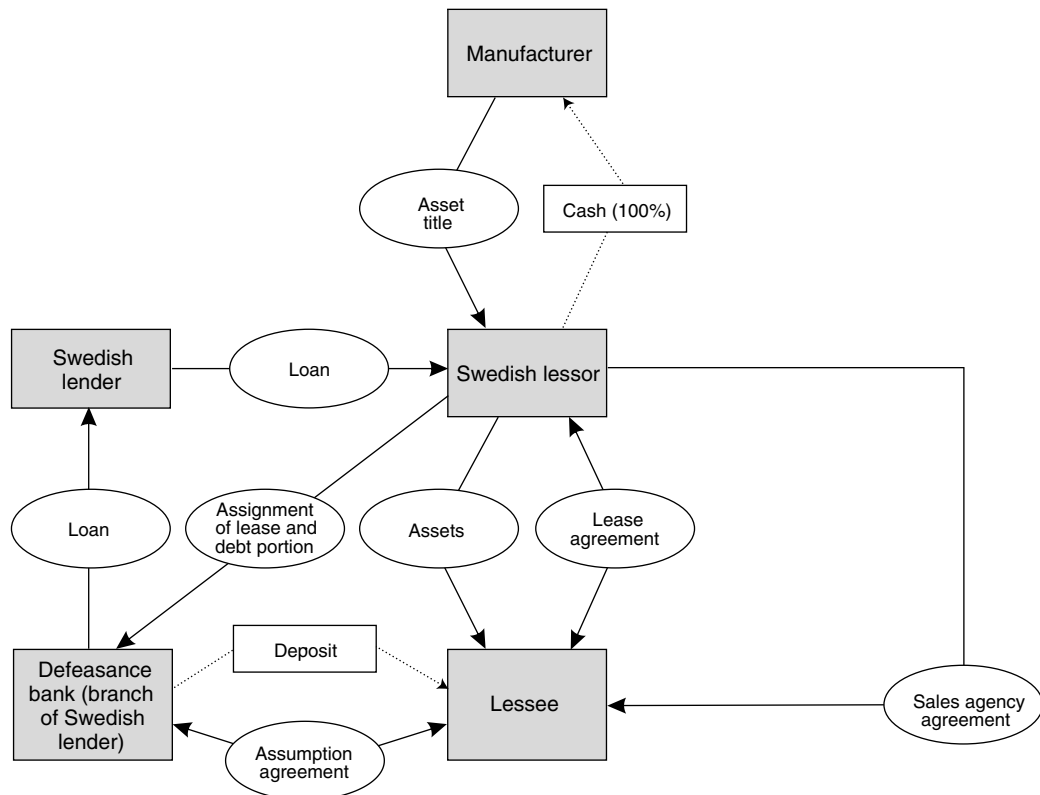 Manufacturer
Asset
title
Cash (100%)
Swedish
lender
Loan
Swedish lessor
Loan
Assignment
of lease and
debt portion
Assets
Lease
agreement
Defeasance
bank (branch
of Swedish
lender)
Deposit
Lessee
Sales agency
agreement
Assumption
agreement